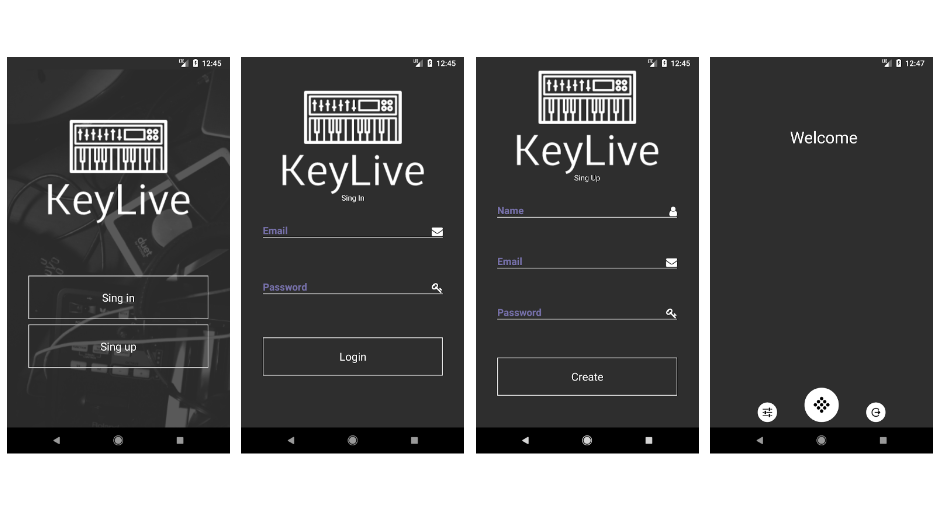 12:45
KeyLive
Sing in
Sing up
12:45
KeyLive
Sing In
Email
Password
Login
12:45
KeyLive
Sing Up
Name
Email
Password
Create
12:47
Welcome